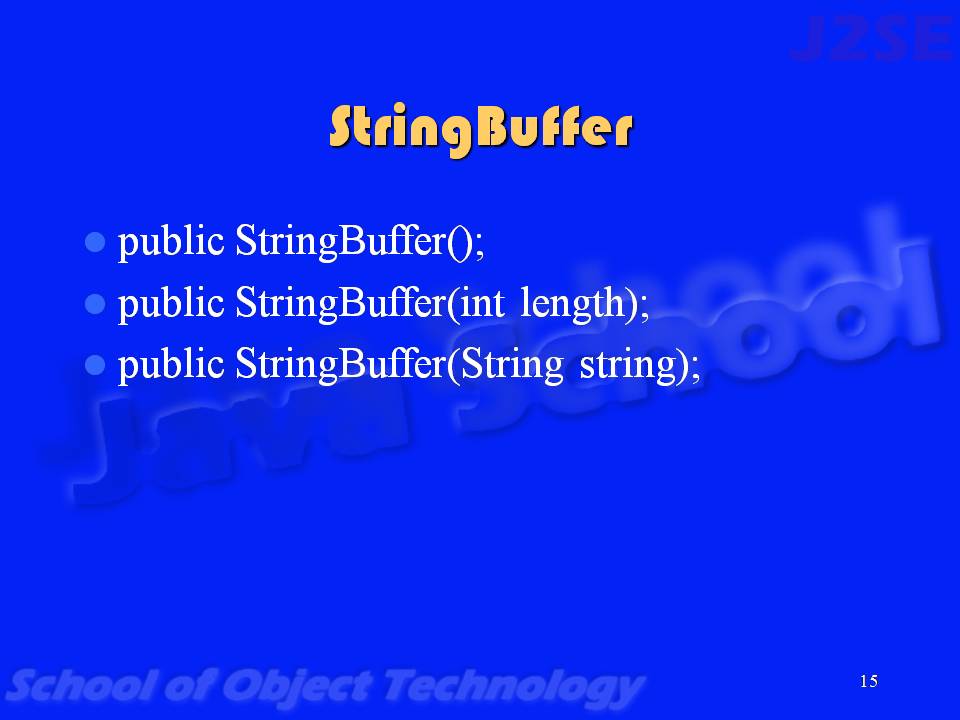 J2SE
StringBuffer
public StringBuffer();
public StringBuffer(int length);
public StringBuffer(String string);
Java School
School of Object Technology
15